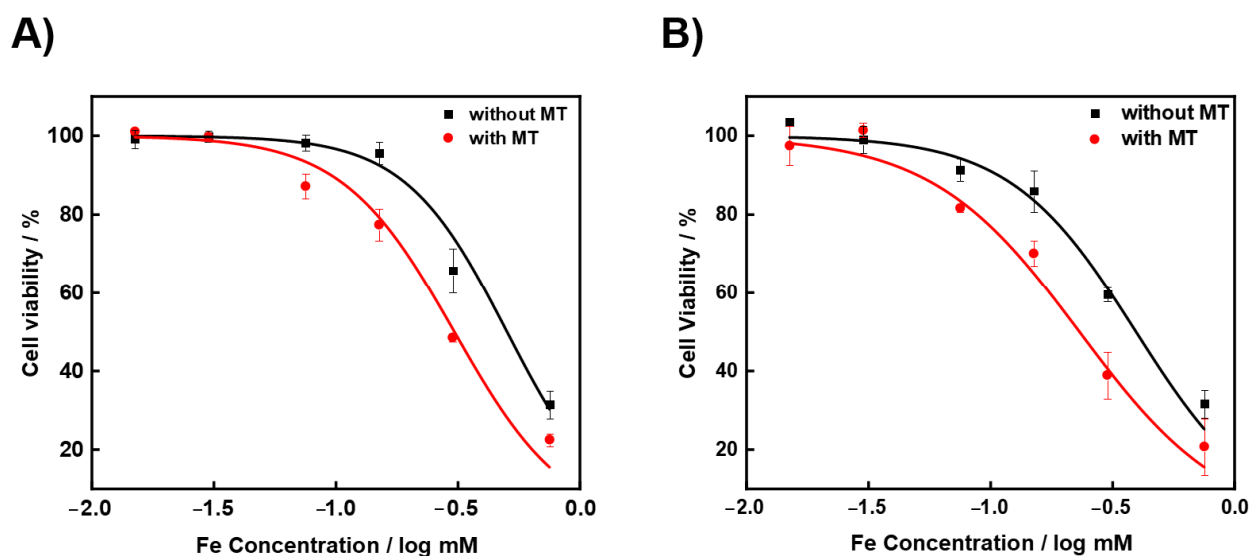 A)
without MT
with MT
100
80
60
40
20
Cell viability / %
−2.0 −1.5 −1.0 −0.5 0.0
Fe Concentration / log mM
B)
without MT
with MT
100
80
60
40
20
Cell Viability / %
−2.0 −1.5 −1.0 −0.5 0.0
Fe Concentration / log mM